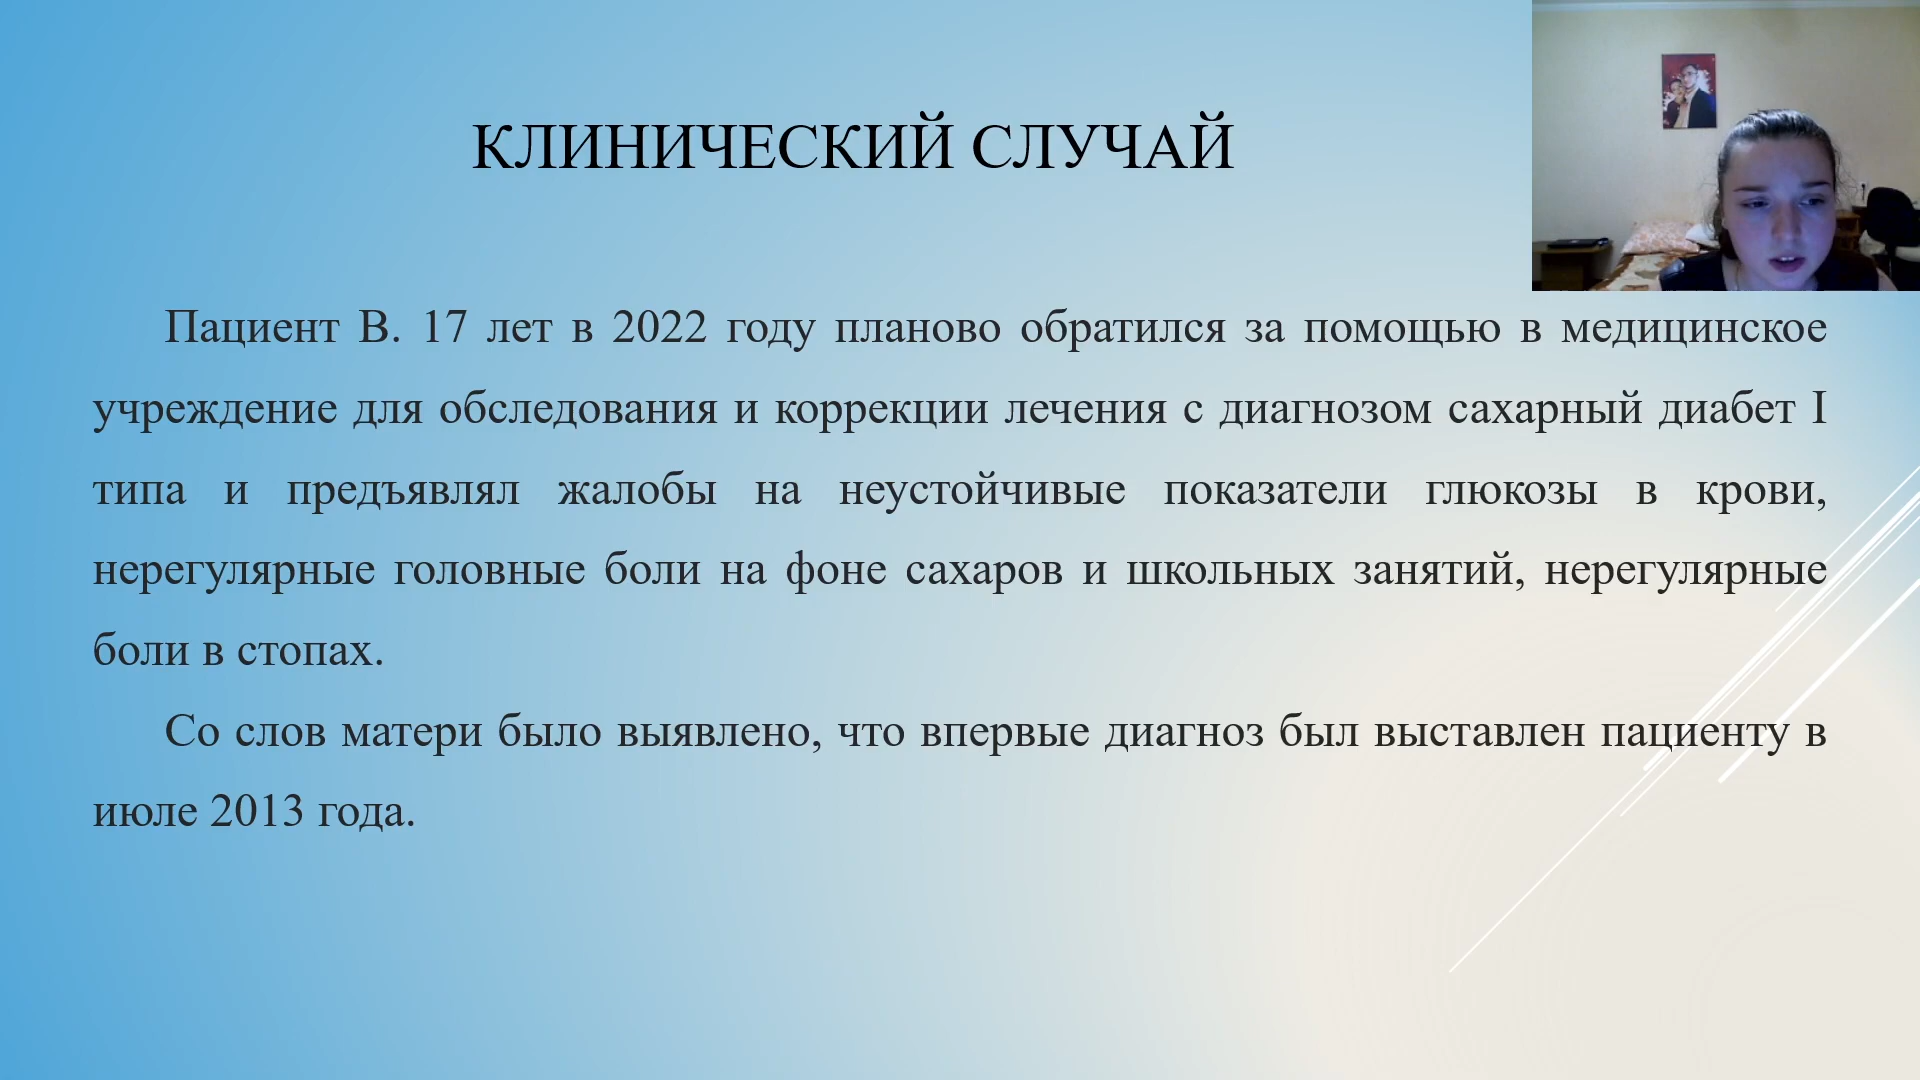 КЛИНИЧЕСКИЙ СЛУЧАЙ
Пациент В. 17 лет в 2022 году планово обратился за помощью в медицинское
учреждение для обследования и коррекции лечения с диагнозом сахарный диабет I
типа и предъявлял жалобы на неустойчивые показатели глюкозы в крови,
нерегулярные головные боли на фоне сахаров и школьных занятий, нерегулярные
боли в стопах.
Со слов матери было выявлено, что впервые диагноз был выставлен пациенту в
июле 2013 года.